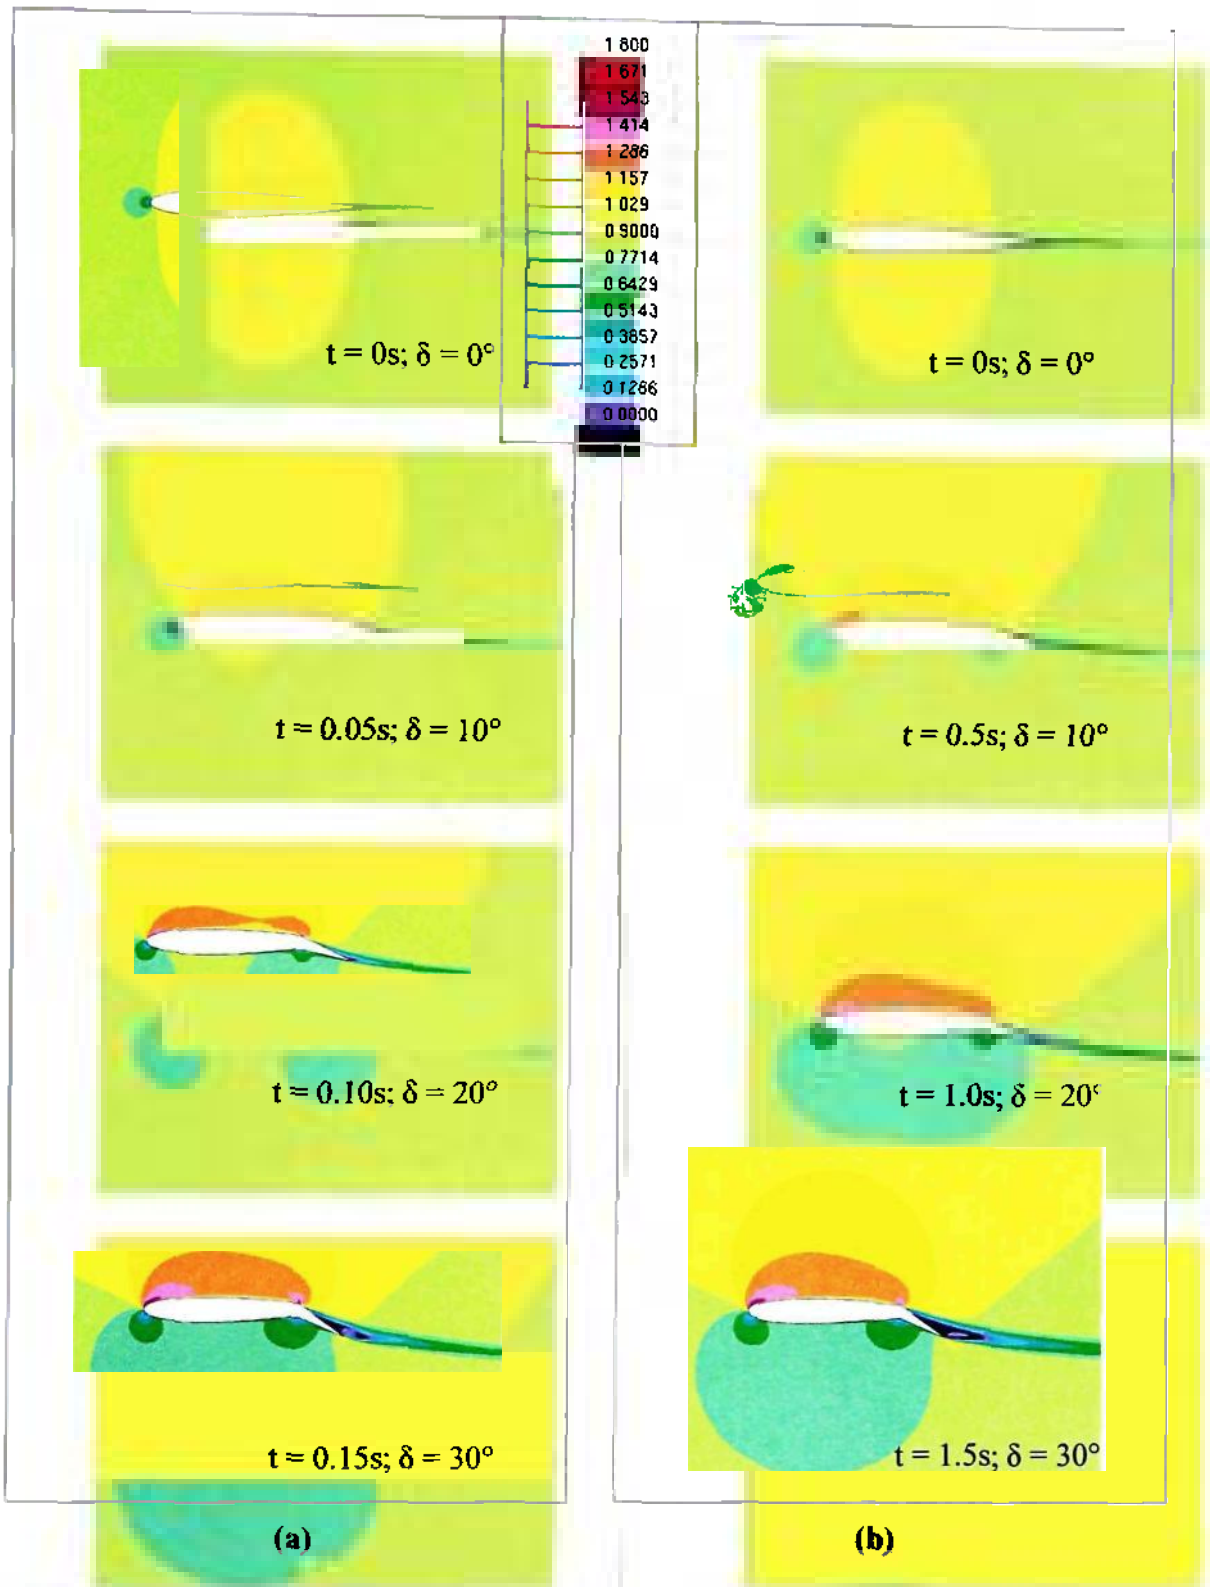 1 800
1 671
1 543
1 414
1 286
1 157
1 029
0 9000
0 7714
0 6429
0 5143
0 3857
0 2571
0 1286
0 0000
t = 0s; δ = 0°
t = 0s; δ = 0°
t = 0.05s; δ = 10°
t = 0.5s; δ = 10°
t = 0.10s; δ = 20°
t = 1.0s; δ = 20°
t = 0.15s; δ = 30°
t = 1.5s; δ = 30°
(a)
(b)